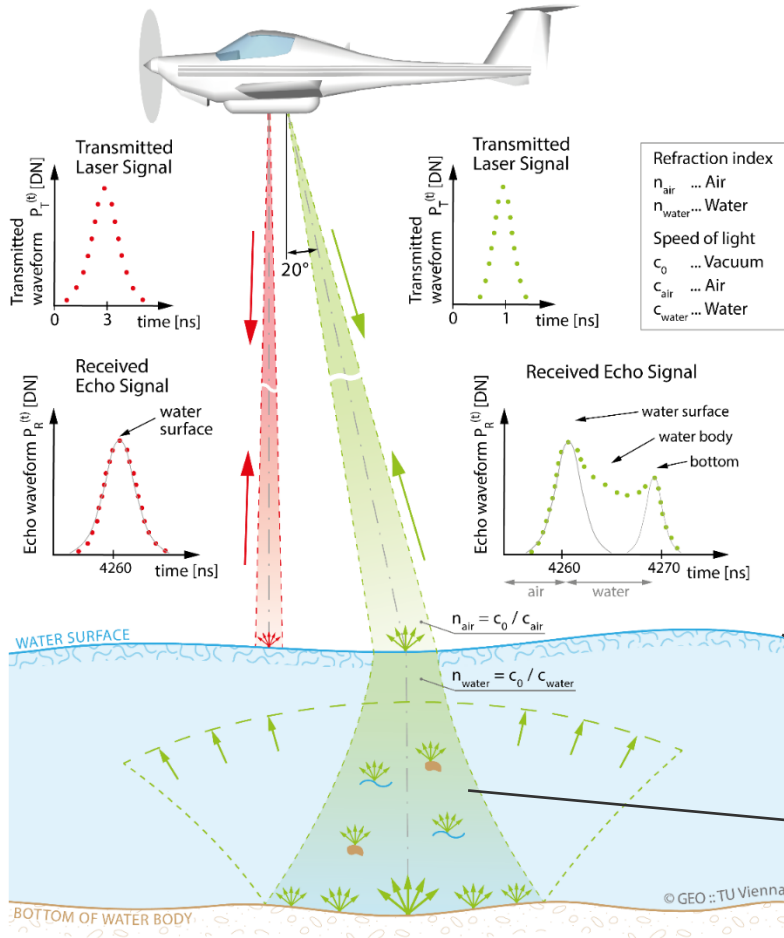 Transmitted
Laser Signal
Transmitted
waveform P_T^(t) [DN]
0
3
time [ns]
20°
Transmitted
Laser Signal
Transmitted
waveform P_T^(t) [DN]
0
1
time [ns]
Refraction index
n_air ... Air
n_water ... Water
Speed of light
c_0 ... Vacuum
c_air ... Air
c_water ... Water
Received
Echo Signal
Echo waveform P_R^(t) [DN]
water
surface
4260
time [ns]
Received Echo Signal
Echo waveform P_R^(t) [DN]
water surface
water body
bottom
4260
4270
time [ns]
air
water
n_air = c_0 / c_air
WATER SURFACE
n_water = c_0 / c_water
© GEO :: TU Vienna
BOTTOM OF WATER BODY